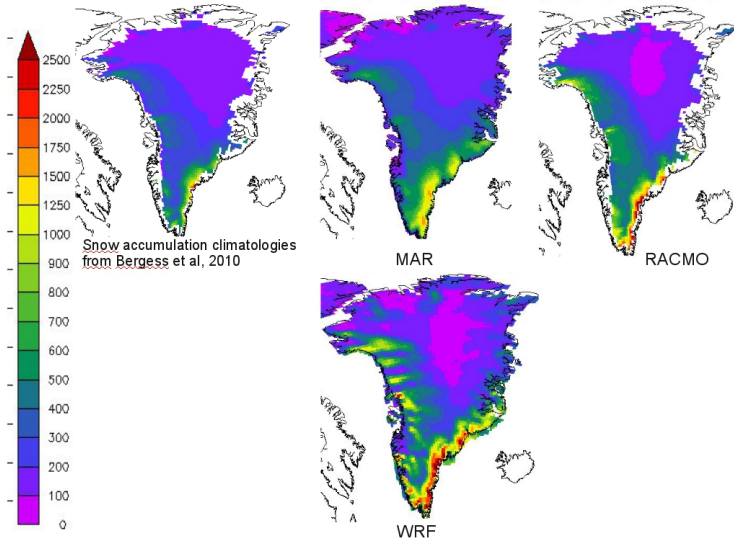 2500
2250
2000
1750
1500
1250
1000
900
800
700
600
500
400
300
200
100
0
Snow accumulation climatologies
from Bergess et al, 2010
MAR
RACMO
A
WRF